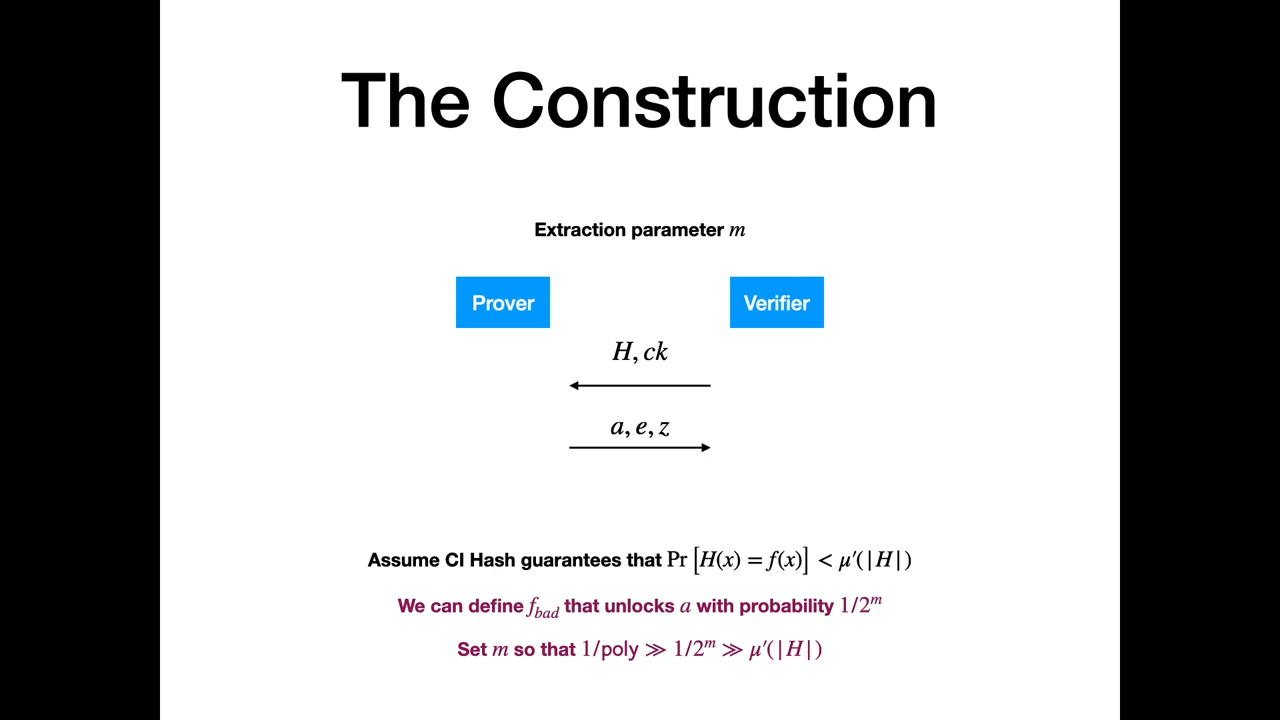 The Construction
Extraction parameter m
Prover
Verifier
H, ck
a, e, z
Assume CI Hash guarantees that Pr [H(x) = f(x)] < μ′(|H|)
We can define f_bad that unlocks a with probability 1/2^m
Set m so that 1/poly ≫ 1/2^m ≫ μ′(|H|)